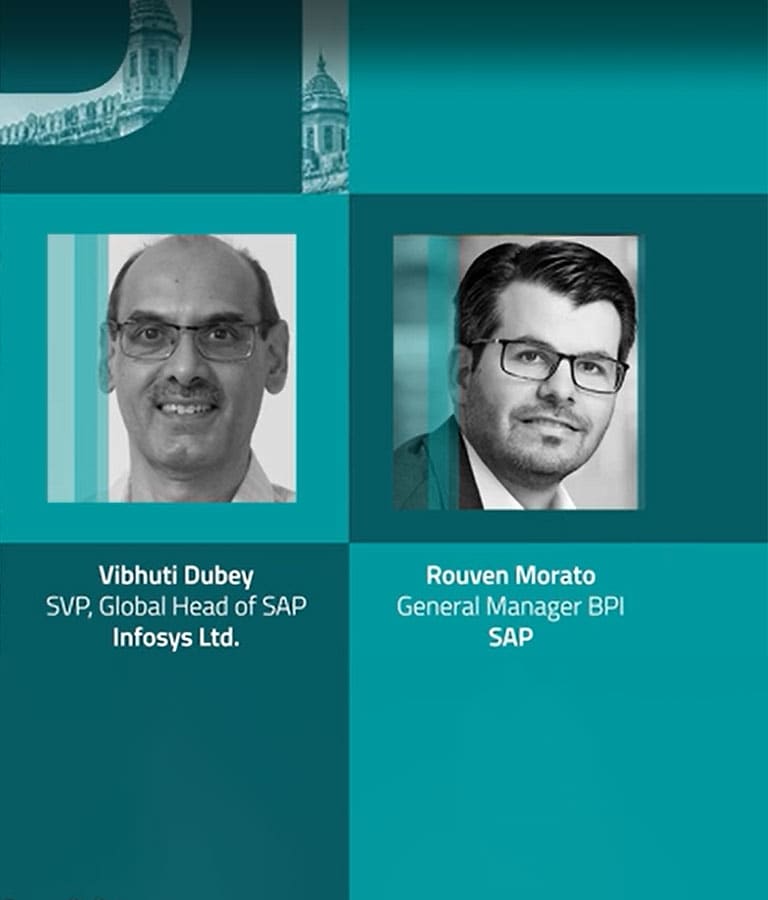 Vibhuti Dubey
SVP, Global Head of SAP
Infosys Ltd.
Rouven Morato
General Manager BPI
SAP